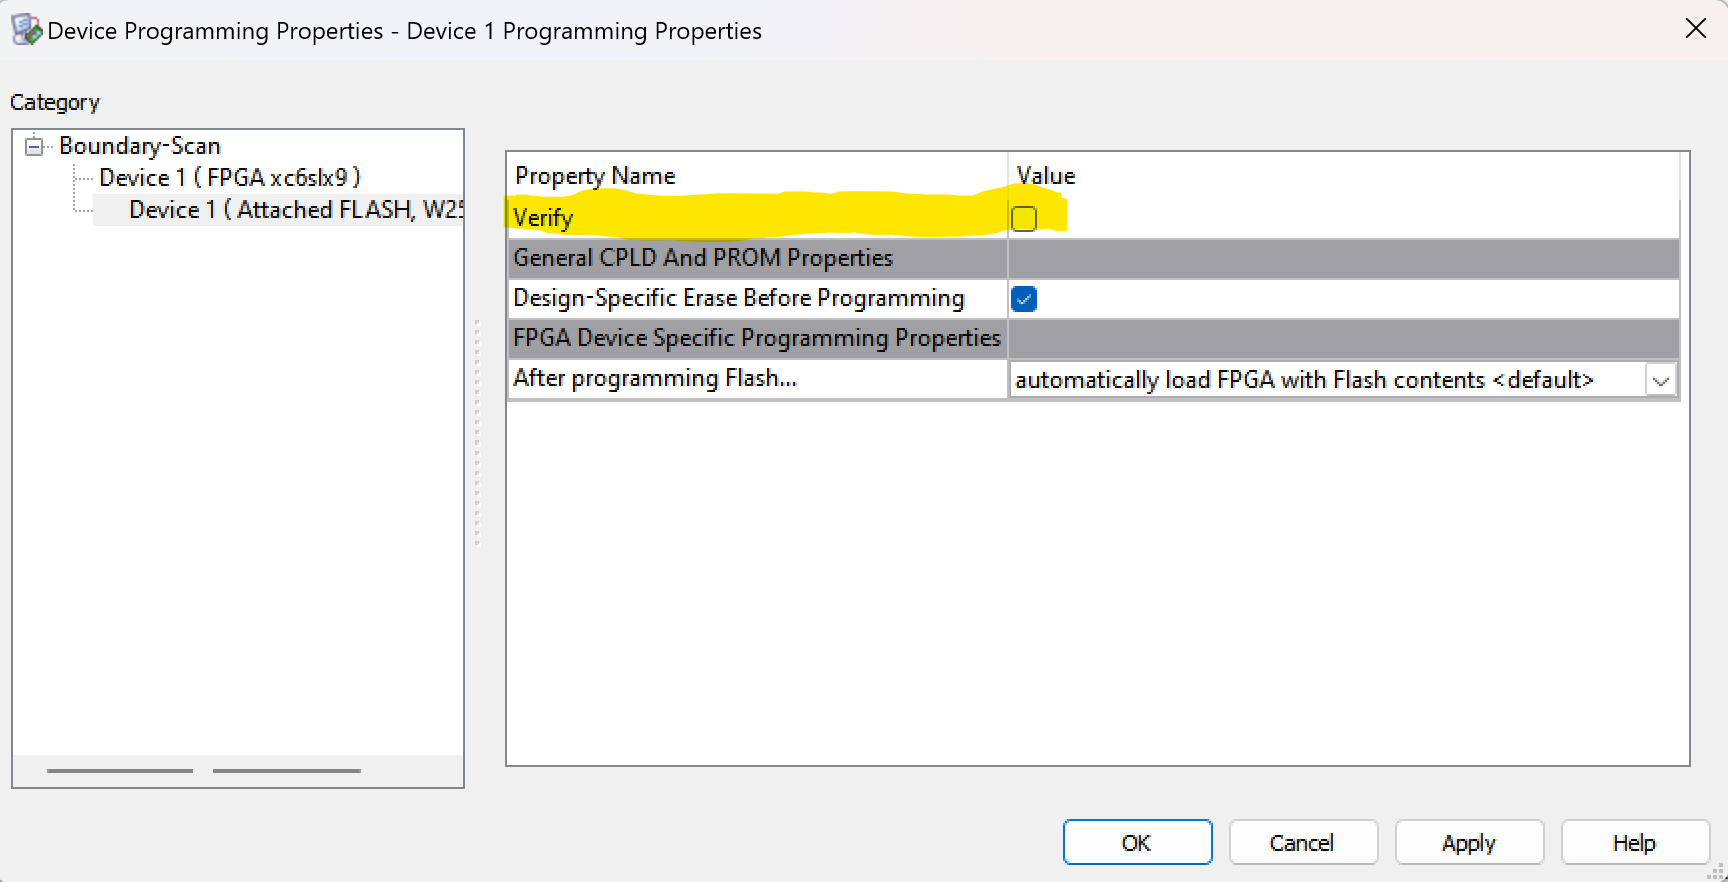 Device Programming Properties - Device 1 Programming Properties
Category
Boundary-Scan
Device 1 ( FPGA xc6slx9 )
Device 1 ( Attached FLASH, W25
Property Name Value
Verify
General CPLD And PROM Properties
Design-Specific Erase Before Programming
FPGA Device Specific Programming Properties
After programming Flash... automatically load FPGA with Flash contents <default>
OK Cancel Apply Help